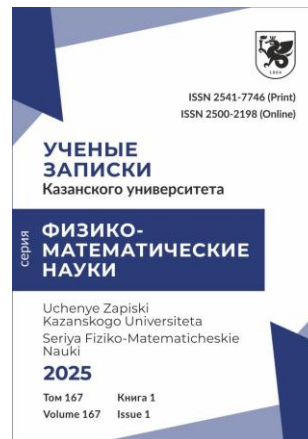 1804
ISSN 2541-7746 (Print)
ISSN 2500-2198 (Online)
УЧЕНЫЕ
ЗАПИСКИ
Казанского университета
серия
ФИЗИКО-
МАТЕМАТИЧЕСКИЕ
НАУКИ
Uchenye Zapiski
Kazanskogo Universiteta
Seriya Fiziko-Matematicheskie
Nauki
2025
Том 167 Книга 1
Volume 167 Issue 1